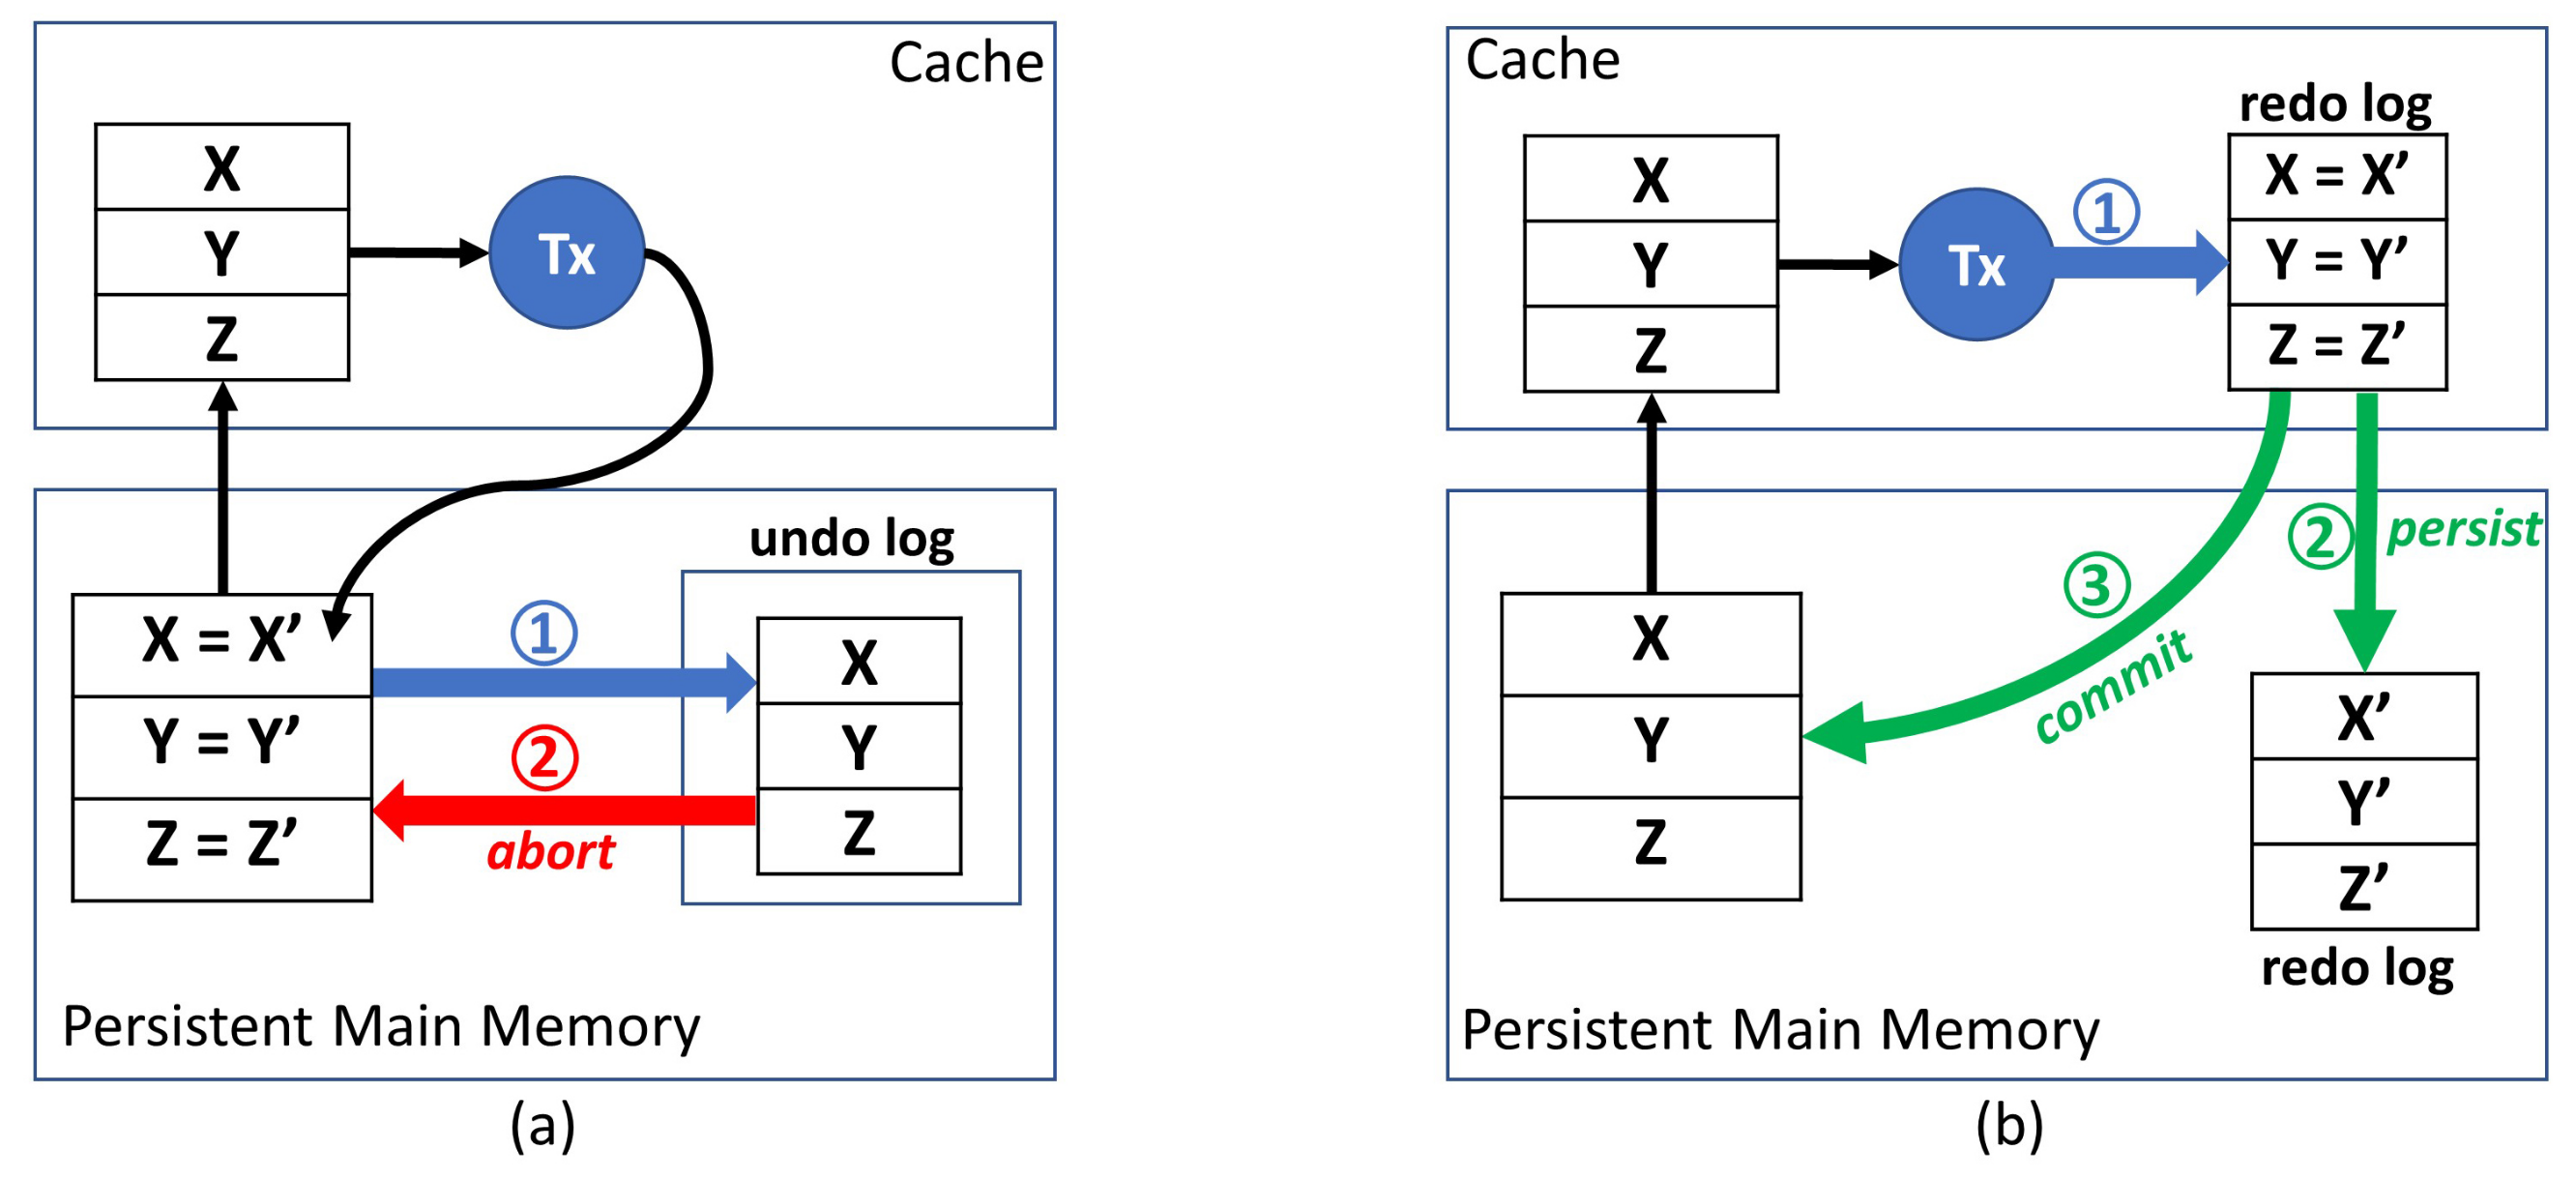 Cache
X
Y
Z
Tx
undo log
X = X’
Y = Y’
Z = Z’
①
②
abort
X
Y
Z
Persistent Main Memory
(a)
Cache
redo log
X
Y
Z
Tx
①
X = X’
Y = Y’
Z = Z’
② persist
③
commit
X
Y
Z
X’
Y’
Z’
redo log
Persistent Main Memory
(b)